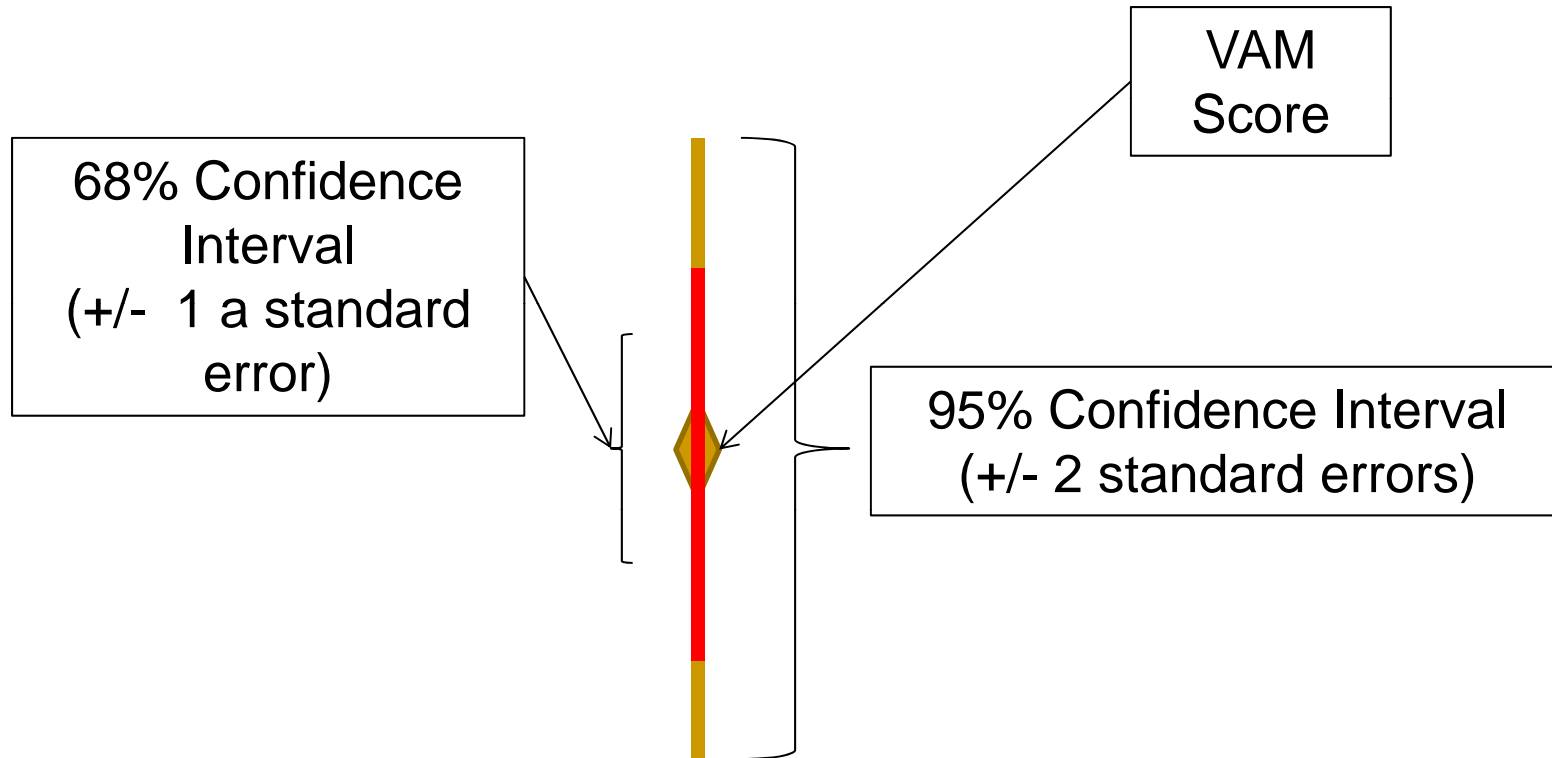 VAM
Score
68% Confidence
Interval
(+/-  1 a standard
error)
95% Confidence Interval
(+/- 2 standard errors)